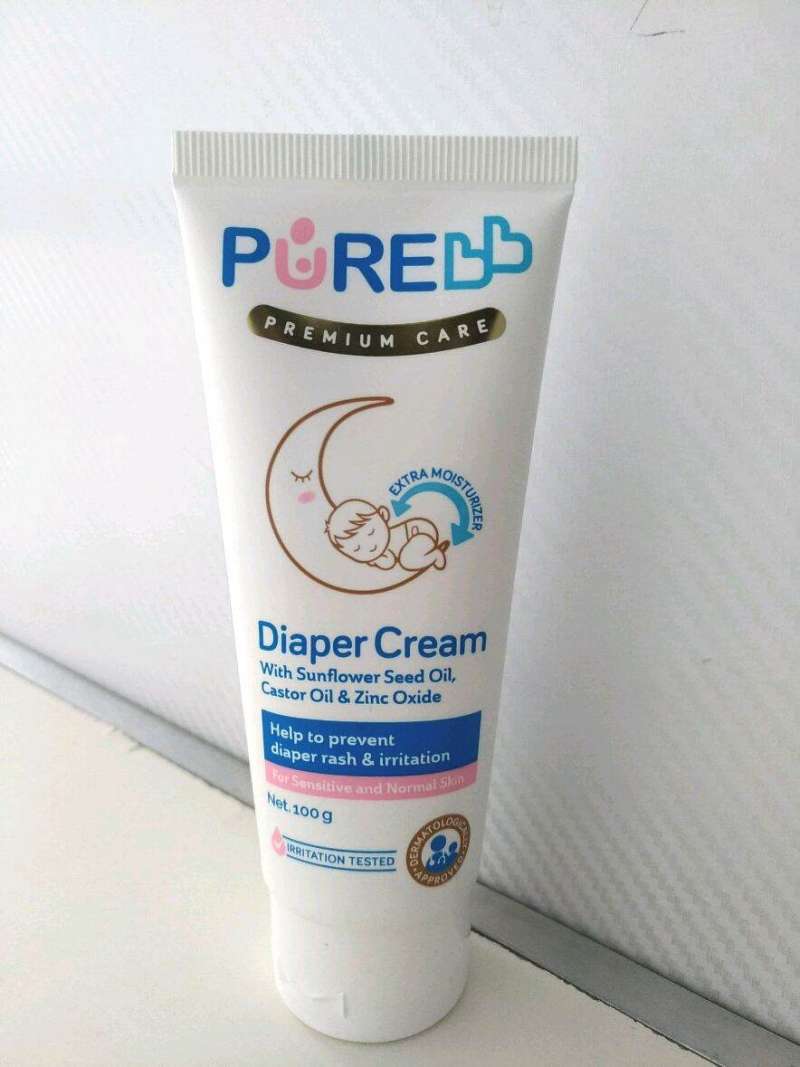 PUREBB
PREMIUM CARE
EXTRA MOISTURIZER
Diaper Cream
With Sunflower Seed Oil,
Castor Oil & Zinc Oxide
Help to prevent
diaper rash & irritation
For Sensitive and Normal Skin
Net. 100 g
IRRITATION TESTED
DERMATOLOGICALLY
APPROVED